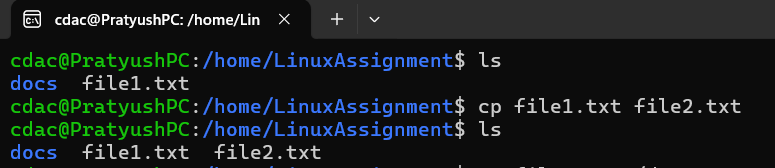 cdac@PratyushPC: /home/Lin
cdac@PratyushPC:/home/LinuxAssignment$ ls
docs  file1.txt
cdac@PratyushPC:/home/LinuxAssignment$ cp file1.txt file2.txt
cdac@PratyushPC:/home/LinuxAssignment$ ls
docs  file1.txt  file2.txt